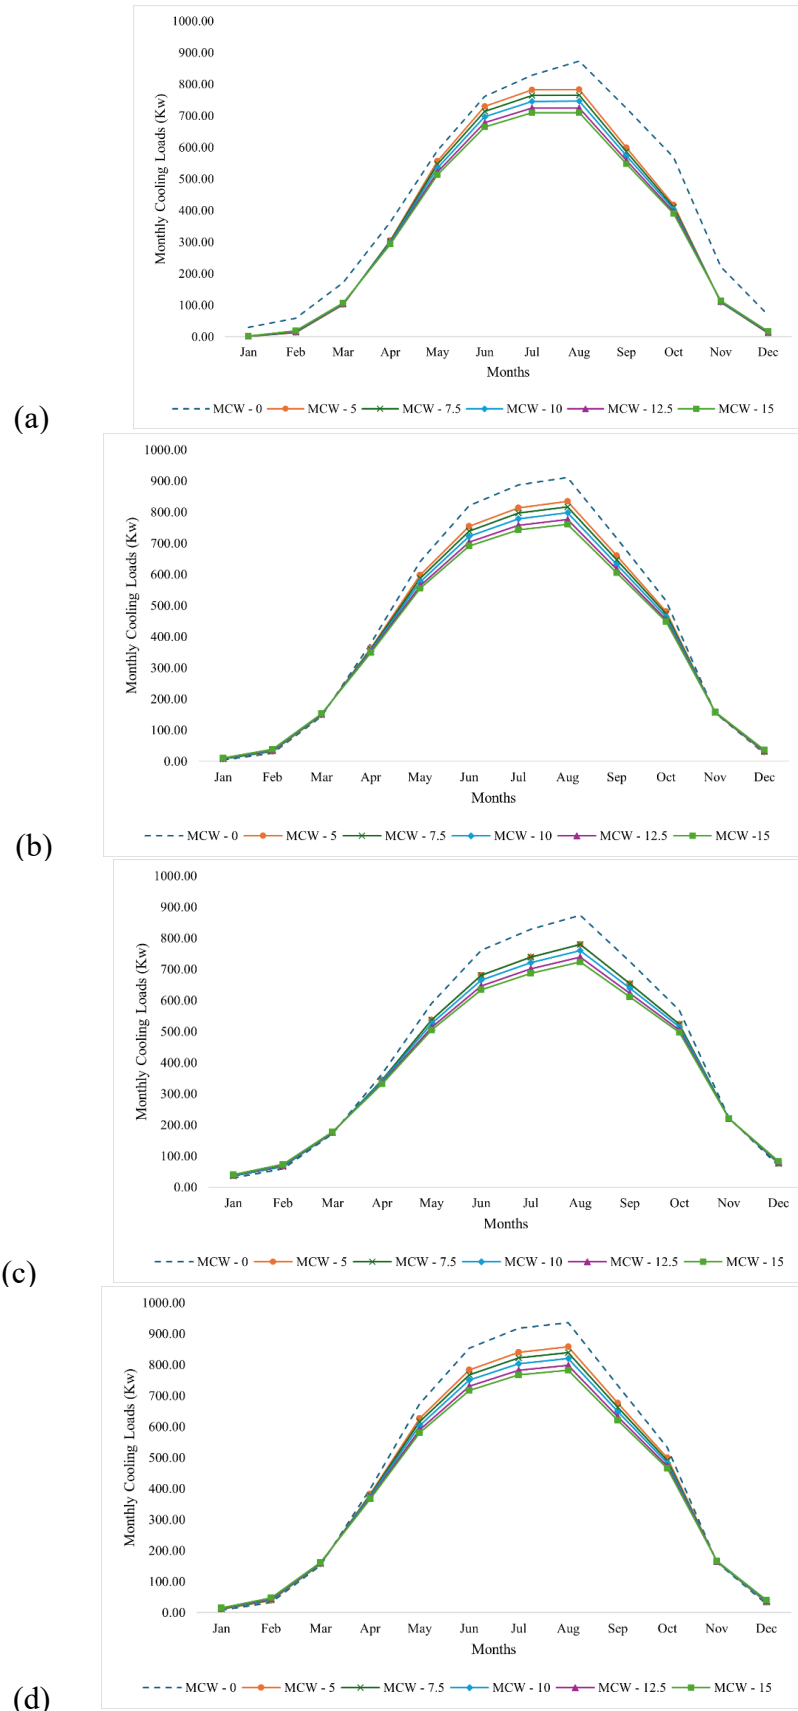 1000.00
900.00
800.00
700.00
600.00
500.00
400.00
300.00
200.00
100.00
0.00
Monthly Cooling Loads (Kw)
Jan Feb Mar Apr May Jun Jul Aug Sep Oct Nov Dec
Months
MCW - 0 MCW - 5 MCW - 7.5 MCW - 10 MCW - 12.5 MCW - 15
(a)
1000.00
900.00
800.00
700.00
600.00
500.00
400.00
300.00
200.00
100.00
0.00
Monthly Cooling Loads (Kw)
Jan Feb Mar Apr May Jun Jul Aug Sep Oct Nov Dec
Months
MCW - 0 MCW - 5 MCW - 7.5 MCW - 10 MCW - 12.5 MCW -15
(b)
1000.00
900.00
800.00
700.00
600.00
500.00
400.00
300.00
200.00
100.00
0.00
Monthly Cooling Loads (Kw)
Jan Feb Mar Apr May Jun Jul Aug Sep Oct Nov Dec
Months
MCW - 0 MCW - 5 MCW - 7.5 MCW - 10 MCW - 12.5 MCW - 15
(c)
1000.00
900.00
800.00
700.00
600.00
500.00
400.00
300.00
200.00
100.00
0.00
Monthly Cooling Loads (Kw)
Jan Feb Mar Apr May Jun Jul Aug Sep Oct Nov Dec
Months
MCW - 0 MCW - 5 MCW - 7.5 MCW - 10 MCW - 12.5 MCW - 15
(d)